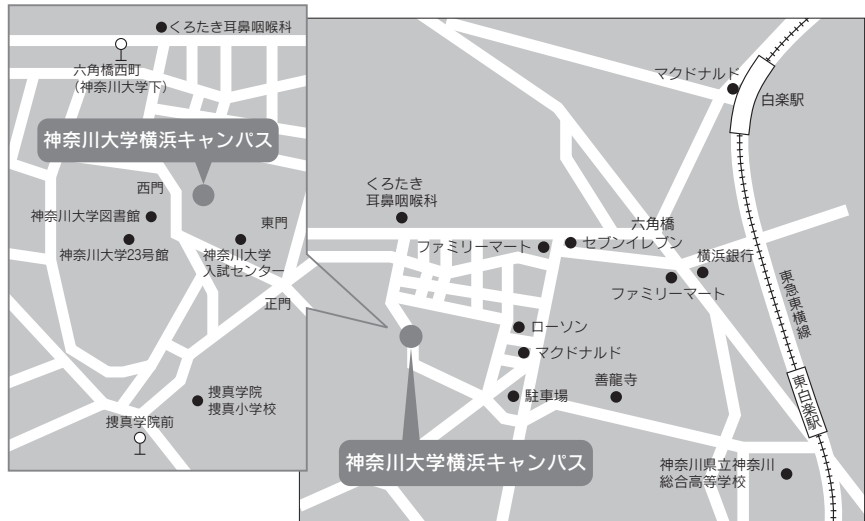 くろたき耳鼻咽喉科
六角橋西町
（神奈川大学下）
神奈川大学横浜キャンパス
西門
神奈川大学図書館
東門
神奈川大学23号館
神奈川大学
入試センター
正門
捜真学院
捜真小学校
捜真学院前
マクドナルド
白楽駅
くろたき
耳鼻咽喉科
六角橋
ファミリーマート
セブンイレブン
横浜銀行
ファミリーマート
東急東横線
ローソン
マクドナルド
善龍寺
駐車場
東白楽駅
神奈川大学横浜キャンパス
神奈川県立神奈川
総合高等学校